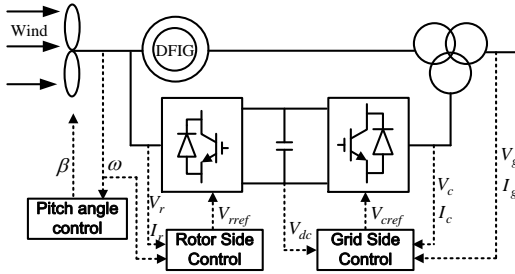 Wind
DFIG
β
ω
V_r
I_r
V_rref
V_dc
V_cref
V_c
I_c
V_g
I_g
Pitch angle
control
Rotor Side
Control
Grid Side
Control